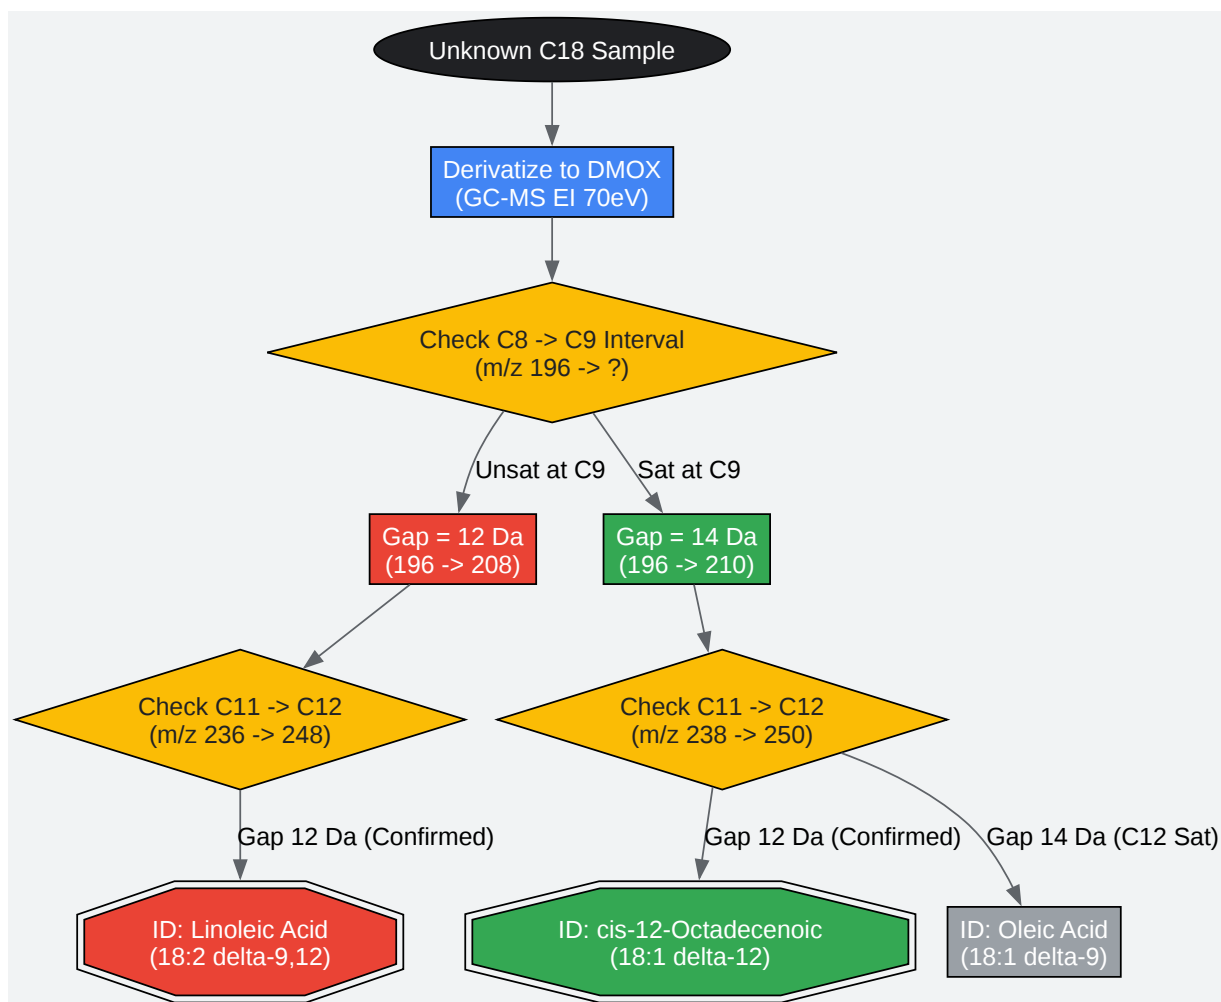 Unknown C18 Sample
Derivatize to DMOX
(GC-MS EI 70eV)
Check C8 -> C9 Interval
(m/z 196 -> ?)
Unsat at C9
Sat at C9
Gap = 12 Da
(196 -> 208)
Gap = 14 Da
(196 -> 210)
Check C11 -> C12
(m/z 236 -> 248)
Check C11 -> C12
(m/z 238 -> 250)
Gap 12 Da (Confirmed)
Gap 12 Da (Confirmed)
Gap 14 Da (C12 Sat)
ID: Linoleic Acid
(18:2 delta-9,12)
ID: cis-12-Octadecenoic
(18:1 delta-12)
ID: Oleic Acid
(18:1 delta-9)